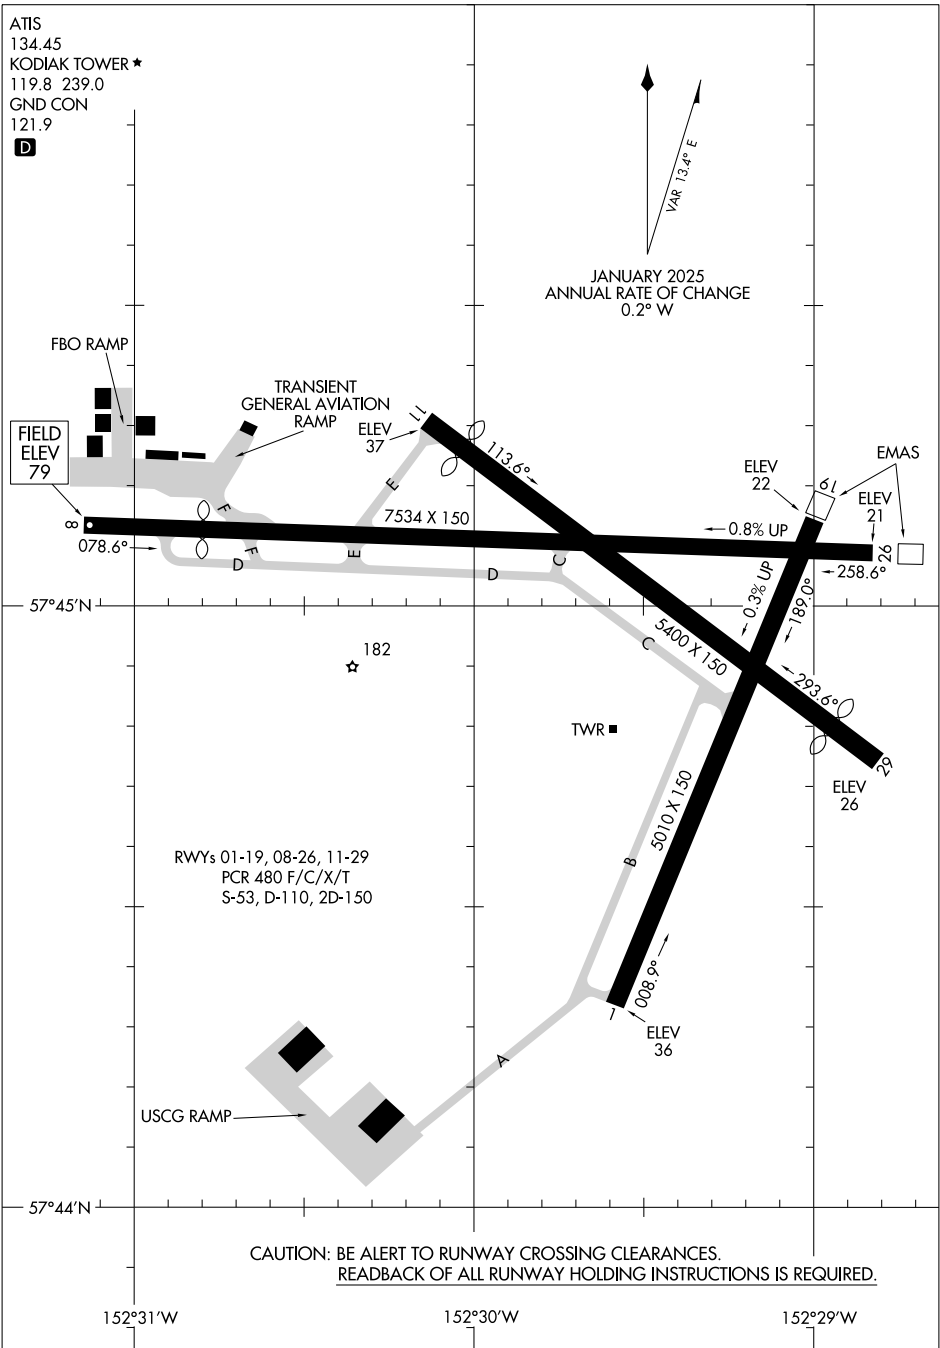 ATIS
134.45
KODIAK TOWER ★
119.8 239.0
GND CON
121.9
D
VAR 13.4° E
JANUARY 2025
ANNUAL RATE OF CHANGE
0.2° W
FBO RAMP
TRANSIENT
GENERAL AVIATION
RAMP
FIELD
ELEV
79
ELEV
37
11
113.6°
ELEV
22
19
EMAS
ELEV
21
8
078.6°
F
F
E
E
D
D
C
7534 X 150
0.8% UP
26
258.6°
0.3% UP
189.0°
57°45'N
182
C
5400 X 150
293.6°
TWR
29
ELEV
26
5010 X 150
B
RWYs 01-19, 08-26, 11-29
PCR 480 F/C/X/T
S-53, D-110, 2D-150
008.9°
1
ELEV
36
A
USCG RAMP
57°44'N
CAUTION: BE ALERT TO RUNWAY CROSSING CLEARANCES.
READBACK OF ALL RUNWAY HOLDING INSTRUCTIONS IS REQUIRED.
152°31'W
152°30'W
152°29'W